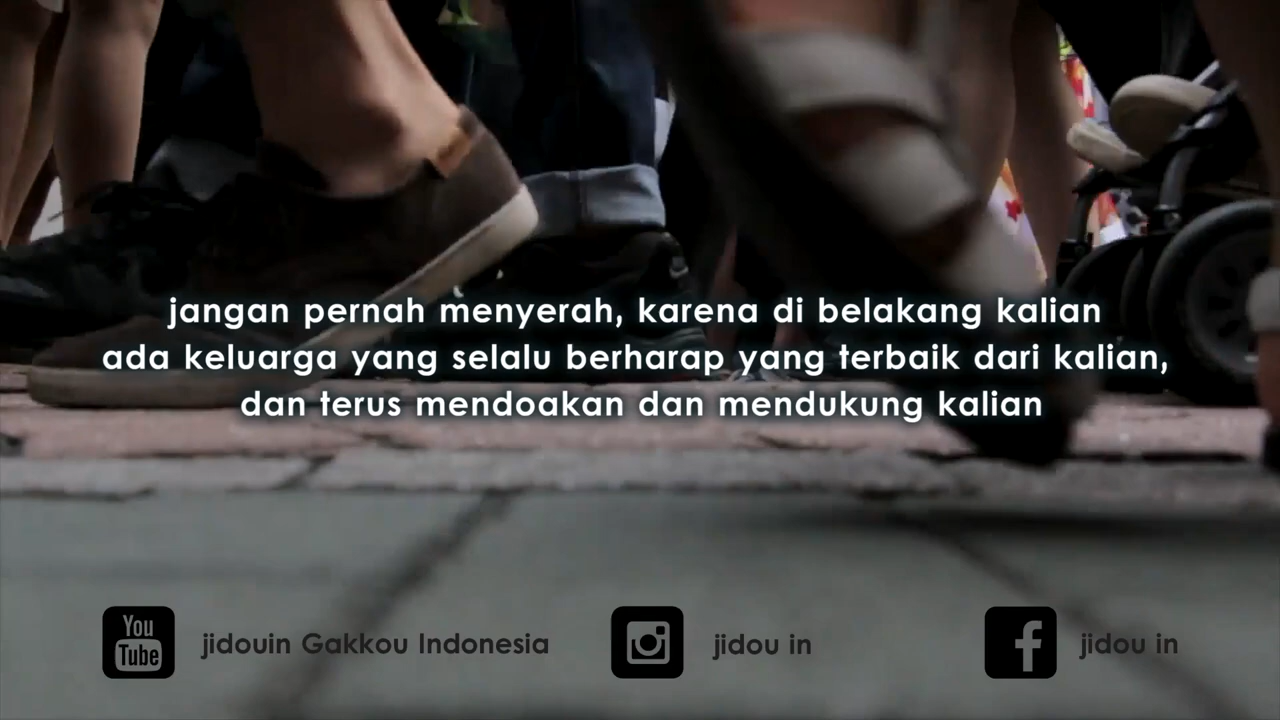 jangan pernah menyerah, karena di belakang kalian
ada keluarga yang selalu berharap yang terbaik dari kalian,
dan terus mendoakan dan mendukung kalian
You
Tube
jidouin Gakkou Indonesia
jidou in
f
jidou in